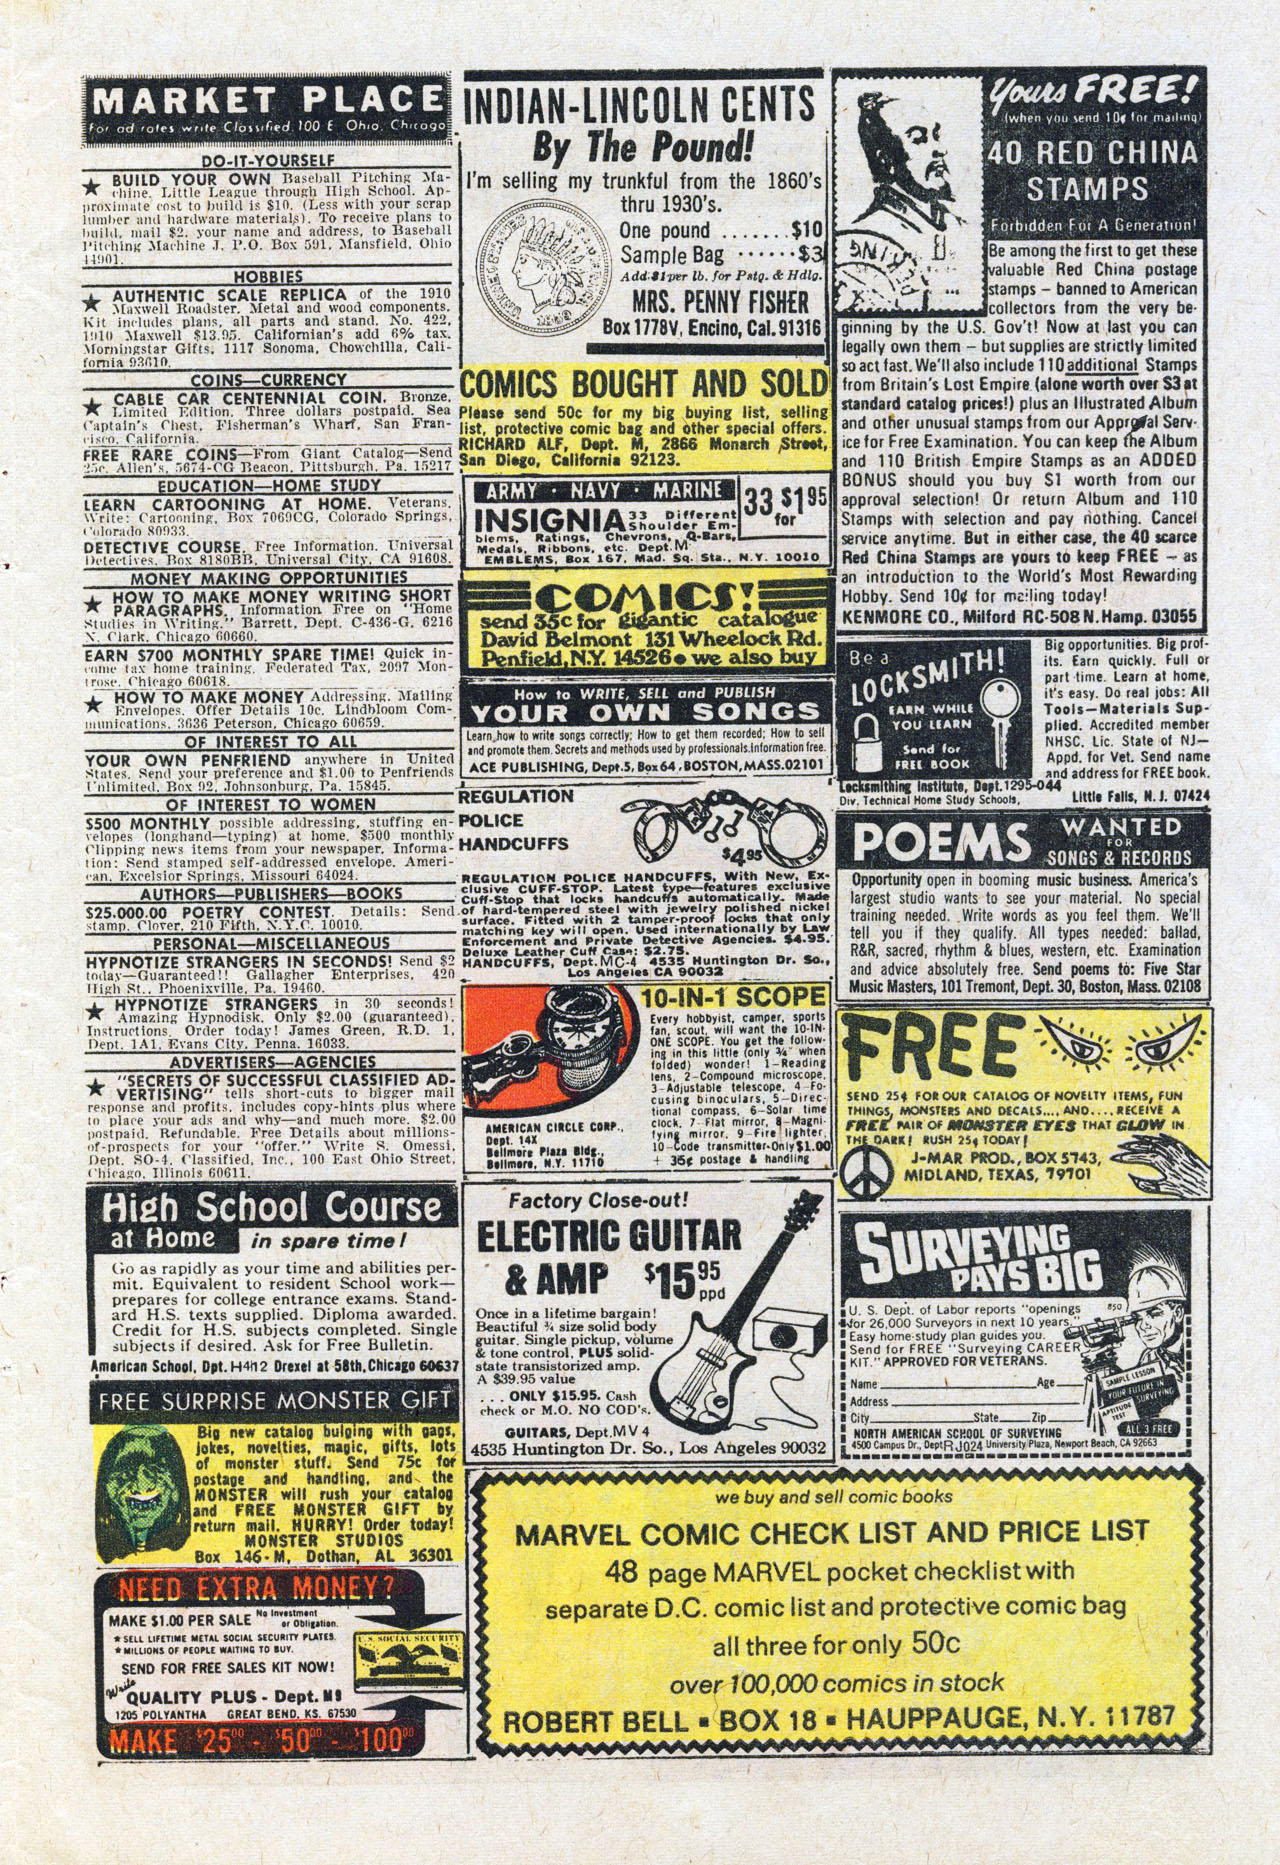 MARKET PLACE
For ad rates write Classified, 100 E. Ohio, Chicago
DO-IT-YOURSELF
★ BUILD YOUR OWN Baseball Pitching Ma-
chine. Little League through High School. Ap-
proximate cost to build is $10. (Less with your scrap
lumber and hardware materials). To receive plans to
build, mail $2. your name and address, to Baseball
Pitching Machine J, P.O. Box 591, Mansfield, Ohio
44901.
HOBBIES
★ AUTHENTIC SCALE REPLICA of the 1910
Maxwell Roadster. Metal and wood components.
Kit includes plans, all parts and stand. No. 422,
1910 Maxwell $13.95. Californian's add 6% tax.
Morningstar Gifts, 1117 Sonoma, Chowchilla, Cali-
fornia 93610.
COINS—CURRENCY
★ CABLE CAR CENTENNIAL COIN. Bronze,
Limited Edition. Three dollars postpaid. Sea
Captain's Chest, Fisherman's Wharf, San Fran-
cisco, California.
FREE RARE COINS—From Giant Catalog—Send
25c. Allen's, 5674-CG Beacon, Pittsburgh, Pa. 15217
EDUCATION—HOME STUDY
LEARN CARTOONING AT HOME. Veterans,
Write: Cartooning, Box 7069CG, Colorado Springs,
Colorado 80933.
DETECTIVE COURSE. Free Information. Universal
Detectives, Box 8180BB, Universal City, CA 91608.
MONEY MAKING OPPORTUNITIES
★ HOW TO MAKE MONEY WRITING SHORT
PARAGRAPHS. Information Free on "Home
Studies in Writing." Barrett, Dept. C-436-G, 6216
N. Clark, Chicago 60660.
EARN $700 MONTHLY SPARE TIME! Quick in-
come tax home training. Federated Tax, 2097 Mon-
trose, Chicago 60618.
★ HOW TO MAKE MONEY Addressing, Mailing
Envelopes. Offer Details 10c. Lindbloom Com-
munications, 3636 Peterson, Chicago 60659.
OF INTEREST TO ALL
YOUR OWN PENFRIEND anywhere in United
States. Send your preference and $1.00 to Penfriends
Unlimited, Box 92, Johnsonburg, Pa. 15845.
OF INTEREST TO WOMEN
$500 MONTHLY possible addressing, stuffing en-
velopes (longhand—typing) at home. $500 monthly
Clipping news items from your newspaper. Informa-
tion: Send stamped self-addressed envelope. Ameri-
can, Excelsior Springs, Missouri 64024.
AUTHORS—PUBLISHERS—BOOKS
$25,000.00 POETRY CONTEST. Details: Send
stamp. Clover, 210 Fifth, N.Y.C. 10010.
PERSONAL—MISCELLANEOUS
HYPNOTIZE STRANGERS IN SECONDS! Send $2
today—Guaranteed!! Gallagher Enterprises, 420
High St., Phoenixville, Pa. 19460.
★ HYPNOTIZE STRANGERS in 30 seconds!
Amazing Hypnodisk. Only $2.00 (guaranteed),
Instructions. Order today! James Green, R.D. 1,
Dept. 1A1, Evans City, Penna. 16033.
ADVERTISERS—AGENCIES
★ "SECRETS OF SUCCESSFUL CLASSIFIED AD-
VERTISING" tells short-cuts to bigger mail
response and profits, includes copy-hints plus where
to place your ads and why—and much more. $2.00
postpaid. Refundable. Free Details about millions-
of-prospects for your "offer." Write S. Omessi,
Dept. SO-4, Classified, Inc., 100 East Ohio Street,
Chicago, Illinois 60611.
High School Course
at Home in spare time!
Go as rapidly as your time and abilities per-
mit. Equivalent to resident School work—
prepares for college entrance exams. Stand-
ard H.S. texts supplied. Diploma awarded.
Credit for H.S. subjects completed. Single
subjects if desired. Ask for Free Bulletin.
American School, Dpt. H4412 Drexel at 58th, Chicago 60637
FREE SURPRISE MONSTER GIFT
Big new catalog bulging with gags,
jokes, novelties, magic, gifts, lots
of monster stuff. Send 75c for
postage and handling, and the
MONSTER will rush your catalog
and FREE MONSTER GIFT by
return mail. HURRY! Order today!
MONSTER STUDIOS
Box 146-M, Dothan, AL 36301
NEED EXTRA MONEY?
MAKE $1.00 PER SALE No Investment
or Obligation.
★ SELL LIFETIME METAL SOCIAL SECURITY PLATES.
★ MILLIONS OF PEOPLE WAITING TO BUY.
SEND FOR FREE SALES KIT NOW!
Write
QUALITY PLUS - Dept. M9
1205 POLYANTHA GREAT BEND, KS. 67530
U.S. SOCIAL SECURITY
MAKE $25.00 - $50.00 - $100.00
INDIAN-LINCOLN CENTS
By The Pound!
I'm selling my trunkful from the 1860's
thru 1930's.
One pound .......$10
Sample Bag ......$3
Add $1 per lb. for Pstg. & Hdlg.
MRS. PENNY FISHER
Box 1778V, Encino, Cal. 91316
COMICS BOUGHT AND SOLD
Please send 50c for my big buying list, selling
list, protective comic bag and other special offers.
RICHARD ALF, Dept. M, 2866 Monarch Street,
San Diego, California 92123.
ARMY · NAVY · MARINE
INSIGNIA 33 Different
Shoulder Em-
blems, Ratings, Chevrons, Q-Bars,
Medals, Ribbons, etc. Dept. M
EMBLEMS, Box 167, Mad. Sq. Sta., N.Y. 10010
33 for $1.95
COMICS!
send 35c for gigantic catalogue
David Belmont 131 Wheelock Rd.
Penfield, N.Y. 14526 • we also buy
How to WRITE, SELL and PUBLISH
YOUR OWN SONGS
Learn how to write songs correctly; How to get them recorded; How to sell
and promote them. Secrets and methods used by professionals. Information free.
ACE PUBLISHING, Dept. 5, Box 64, BOSTON, MASS. 02101
REGULATION
POLICE
HANDCUFFS
$4.95
REGULATION POLICE HANDCUFFS, With New, Ex-
clusive CUFF-STOP. Latest type—features exclusive
Cuff-Stop that locks handcuffs automatically. Made
of hard-tempered steel with jewelry polished nickel
surface. Fitted with 2 tamper-proof locks that only
matching key will open. Used internationally by Law
Enforcement and Private Detective Agencies. $4.95.
Deluxe Leather Cuff Case: $2.75.
HANDCUFFS, Dept. MC-4 4535 Huntington Dr. So.,
Los Angeles CA 90032
10-IN-1 SCOPE
Every hobbyist, camper, sports
fan, scout, will want the 10-IN-
ONE SCOPE. You get the follow-
ing in this little (only ¾" when
folded) wonder! 1—Reading
lens, 2—Compound microscope,
3—Adjustable telescope, 4—Fo-
cusing binoculars, 5—Direc-
tional compass, 6—Solar time
clock, 7—Flat mirror, 8—Magni-
fying mirror, 9—Fire lighter,
10—Code transmitter-Only $1.00
+ 35¢ postage & handling
AMERICAN CIRCLE CORP.,
Dept. 14X
Bellmore Plaza Bldg.,
Bellmore, N.Y. 11710
Factory Close-out!
ELECTRIC GUITAR
& AMP $15.95 ppd
Once in a lifetime bargain!
Beautiful ¾ size solid body
guitar. Single pickup, volume
& tone control, PLUS solid-
state transistorized amp.
A $39.95 value
. . . ONLY $15.95. Cash
check or M.O. NO COD's.
GUITARS, Dept. MV 4
4535 Huntington Dr. So., Los Angeles 90032
Yours FREE!
(when you send 10¢ for mailing)
40 RED CHINA
STAMPS
Forbidden For A Generation!
PEKING
Be among the first to get these
valuable Red China postage
stamps — banned to American
collectors from the very be-
ginning by the U.S. Gov't! Now at last you can
legally own them — but supplies are strictly limited
so act fast. We'll also include 110 additional Stamps
from Britain's Lost Empire (alone worth over $3 at
standard catalog prices!) plus an Illustrated Album
and other unusual stamps from our Approval Serv-
ice for Free Examination. You can keep the Album
and 110 British Empire Stamps as an ADDED
BONUS should you buy $1 worth from our
approval selection! Or return Album and 110
Stamps with selection and pay nothing. Cancel
service anytime. But in either case, the 40 scarce
Red China Stamps are yours to keep FREE — as
an introduction to the World's Most Rewarding
Hobby. Send 10¢ for mailing today!
KENMORE CO., Milford RC-508 N. Hamp. 03055
Be a
LOCKSMITH!
EARN WHILE
YOU LEARN
Send for
FREE BOOK
Big opportunities. Big prof-
its. Earn quickly. Full or
part time. Learn at home,
it's easy. Do real jobs: All
Tools—Materials Sup-
plied. Accredited member
NHSC, Lic. State of NJ—
Appd. for Vet. Send name
and address for FREE book.
Locksmithing Institute, Dept. 1295-044
Div. Technical Home Study Schools, Little Falls, N.J. 07424
POEMS WANTED
FOR
SONGS & RECORDS
Opportunity open in booming music business. America's
largest studio wants to see your material. No special
training needed. Write words as you feel them. We'll
tell you if they qualify. All types needed: ballad,
R&R, sacred, rhythm & blues, western, etc. Examination
and advice absolutely free. Send poems to: Five Star
Music Masters, 101 Tremont, Dept. 30, Boston, Mass. 02108
FREE
SEND 25¢ FOR OUR CATALOG OF NOVELTY ITEMS, FUN
THINGS, MONSTERS AND DECALS...., AND.... RECEIVE A
FREE PAIR OF MONSTER EYES THAT GLOW IN
THE DARK! RUSH 25¢ TODAY!
J-MAR PROD., BOX 5743,
MIDLAND, TEXAS, 79701
SURVEYING
PAYS BIG
U. S. Dept. of Labor reports "openings
for 26,000 Surveyors in next 10 years."
Easy home-study plan guides you.
Send for FREE "Surveying CAREER
KIT." APPROVED FOR VETERANS.
850
Name Age
Address
City State Zip
SAMPLE LESSON
YOUR FUTURE IN SURVEYING
APTITUDE TEST
ALL 3 FREE
NORTH AMERICAN SCHOOL OF SURVEYING
4500 Campus Dr., Dept RJ024 University Plaza, Newport Beach, CA 92663
we buy and sell comic books
MARVEL COMIC CHECK LIST AND PRICE LIST
48 page MARVEL pocket checklist with
separate D.C. comic list and protective comic bag
all three for only 50c
over 100,000 comics in stock
ROBERT BELL ▪ BOX 18 ▪ HAUPPAUGE, N.Y. 11787